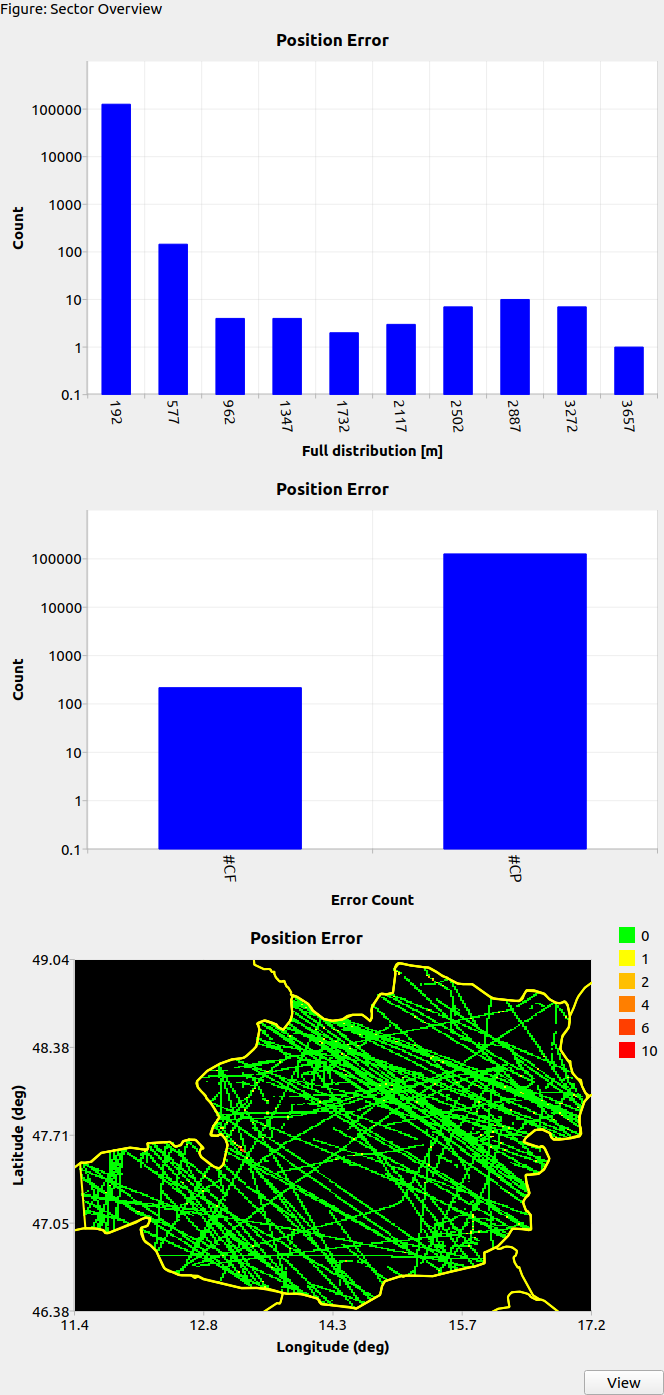 Figure: Sector Overview
Position Error
100000
10000
1000
100
10
1
0.1
Count
192 577 962 1347 1732 2117 2502 2887 3272 3657
Full distribution [m]
Position Error
100000
10000
1000
100
10
1
0.1
Count
#CF #CP
Error Count
Position Error
0
1
2
4
6
10
49.04
48.38
47.71
47.05
46.38
Latitude (deg)
11.4 12.8 14.3 15.7 17.2
Longitude (deg)
View